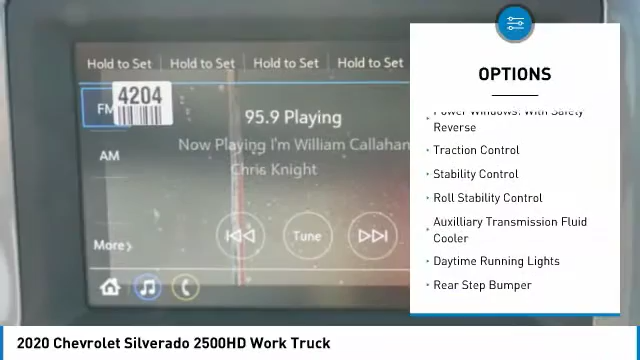 Hold to Set
Hold to Set
Hold to Set
Hold to Set
FM
4204
95.9 Playing
AM
Now Playing I'm William Callahan
Chris Knight
Tune
More
OPTIONS
Power Windows: With Safety
Reverse
Traction Control
Stability Control
Roll Stability Control
Auxilliary Transmission Fluid
Cooler
Daytime Running Lights
Rear Step Bumper
2020 Chevrolet Silverado 2500HD Work Truck